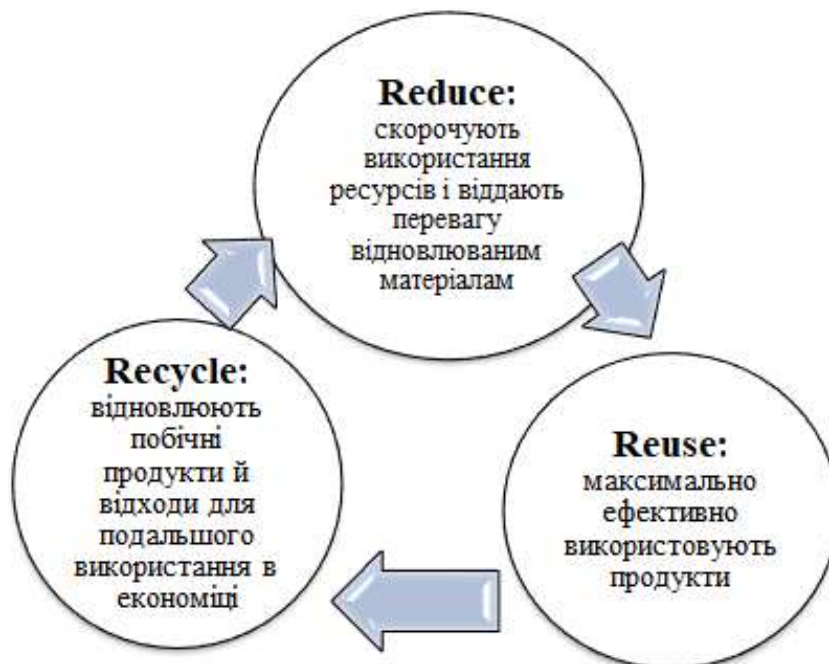 Reduce:
скорочують
використання
ресурсів і віддають
перевагу
відновлюваним
матеріалам
Reuse:
максимально
ефективно
використовують
продукти
Recycle:
відновлюють
побічні
продукти й
відходи для
подальшого
використання в
економіці